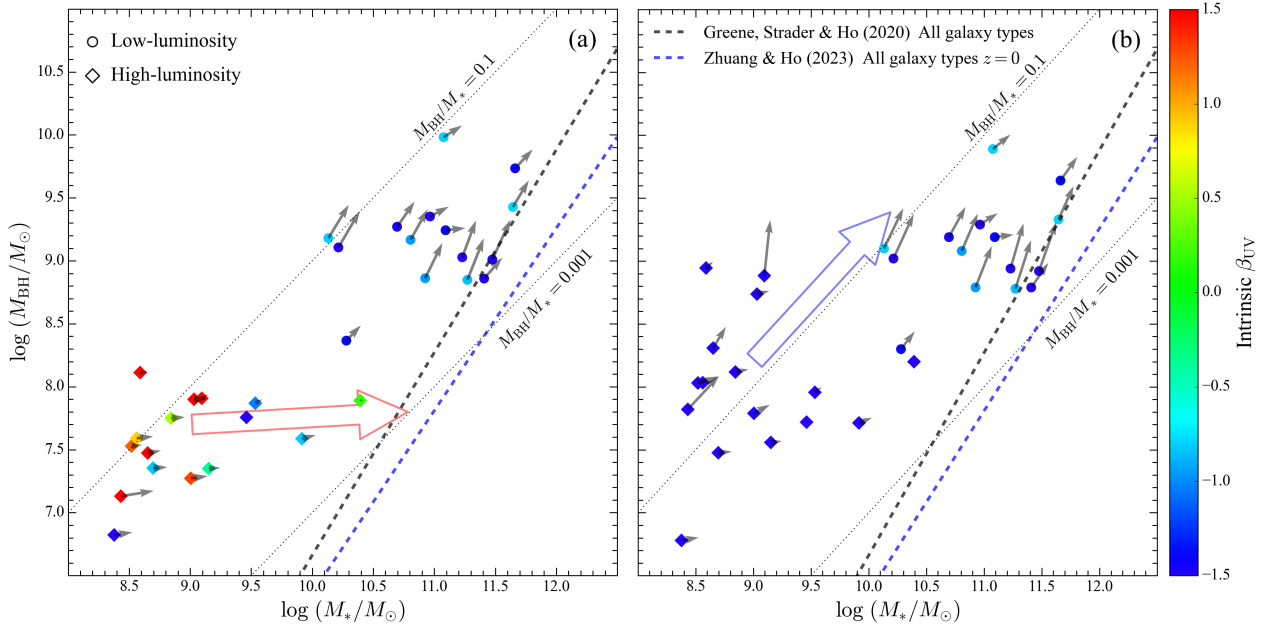 (a)
Low-luminosity
High-luminosity
M_BH/M_* = 0.1
M_BH/M_* = 0.001
log (M_BH/M_⊙)
10.5
10.0
9.5
9.0
8.5
8.0
7.5
7.0
8.5 9.0 9.5 10.0 10.5 11.0 11.5 12.0
log (M_*/M_⊙)
(b)
Greene, Strader & Ho (2020) All galaxy types
Zhuang & Ho (2023) All galaxy types z = 0
M_BH/M_* = 0.1
M_BH/M_* = 0.001
8.5 9.0 9.5 10.0 10.5 11.0 11.5 12.0
log (M_*/M_⊙)
1.5
1.0
0.5
0.0
−0.5
−1.0
−1.5
Intrinsic β_UV